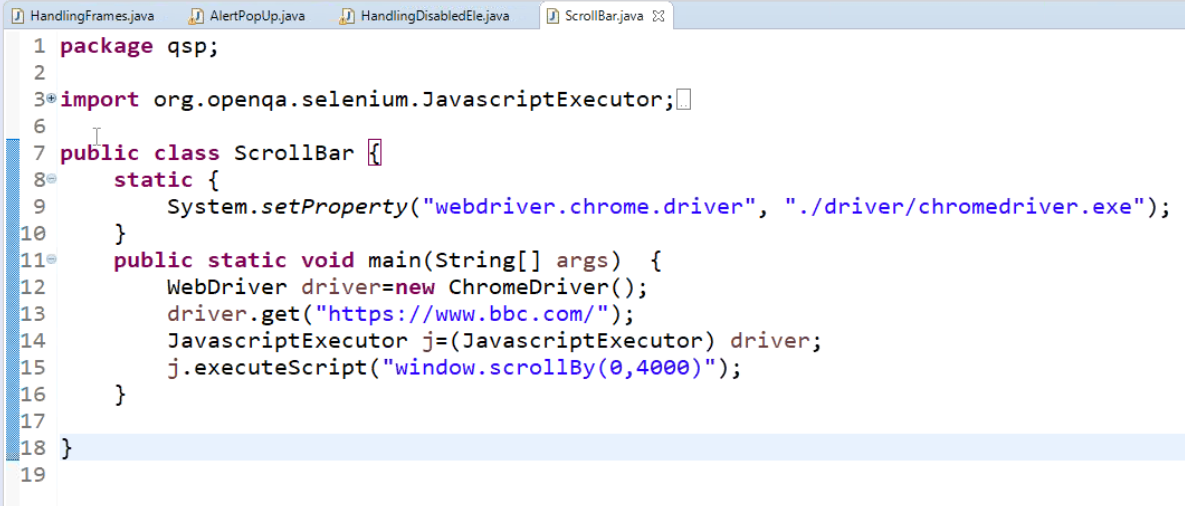 HandlingFrames.java AlertPopUp.java HandlingDisabledEle.java ScrollBar.java
1 package qsp;
2
3 import org.openqa.selenium.JavascriptExecutor;
6
7 public class ScrollBar {
8 static {
9 System.setProperty("webdriver.chrome.driver", "./driver/chromedriver.exe");
10 }
11 public static void main(String[] args) {
12 WebDriver driver=new ChromeDriver();
13 driver.get("https://www.bbc.com/");
14 JavascriptExecutor j=(JavascriptExecutor) driver;
15 j.executeScript("window.scrollBy(0,4000)");
16 }
17
18 }
19